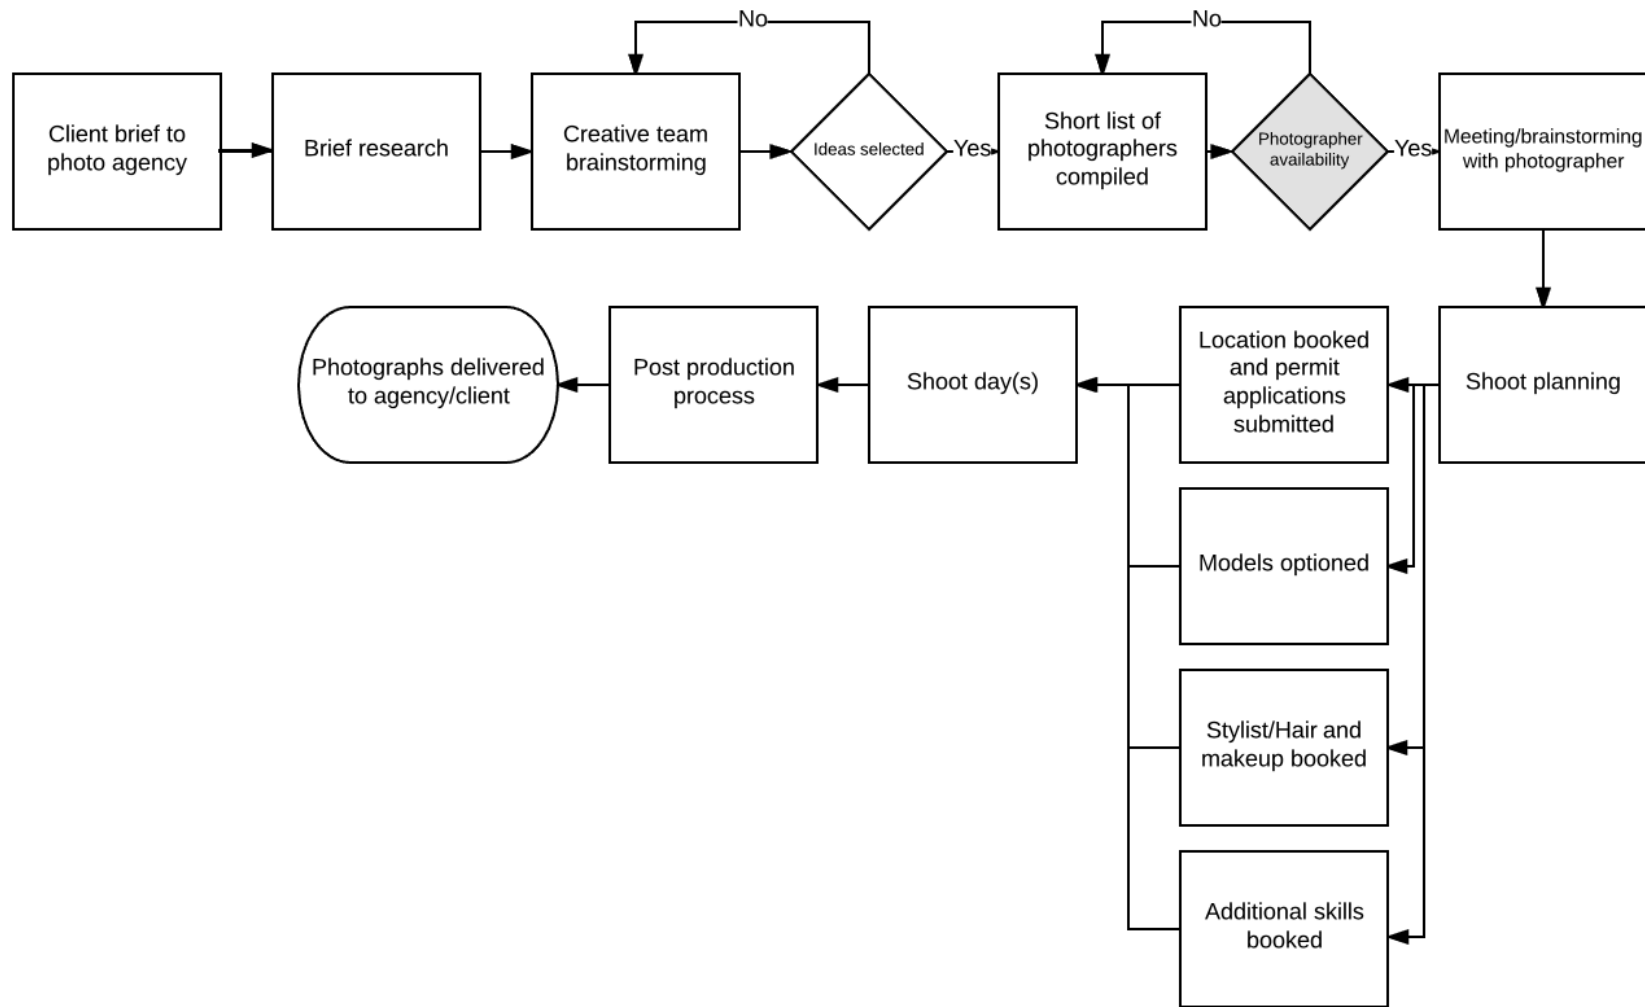 No
No
Client brief to
photo agency
Brief research
Creative team
brainstorming
Ideas selected
Yes
Short list of
photographers
compiled
Photographer
availability
Yes
Meeting/brainstorming
with photographer
Photographs delivered
to agency/client
Post production
process
Shoot day(s)
Location booked
and permit
applications
submitted
Shoot planning
Models optioned
Stylist/Hair and
makeup booked
Additional skills
booked